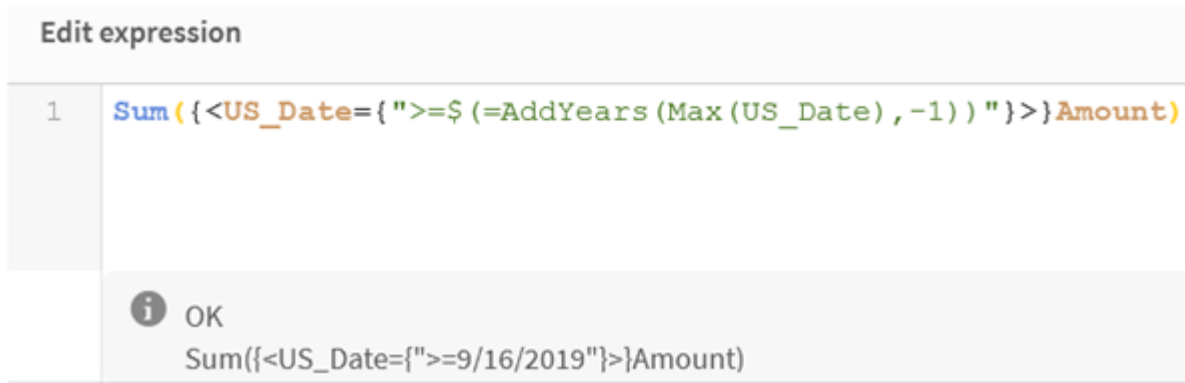 Edit expression
1 Sum({<US_Date={">=$(=AddYears(Max(US_Date),-1))"}>}Amount)
OK
Sum({<US_Date={">=9/16/2019"}>}Amount)